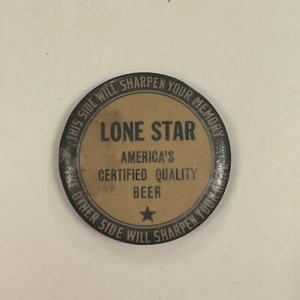 THIS SIDE WILL SHARPEN YOUR MEMORY
LONE STAR
AMERICA'S
CERTIFIED QUALITY
BEER
OTHER SIDE WILL SHARPEN YOUR